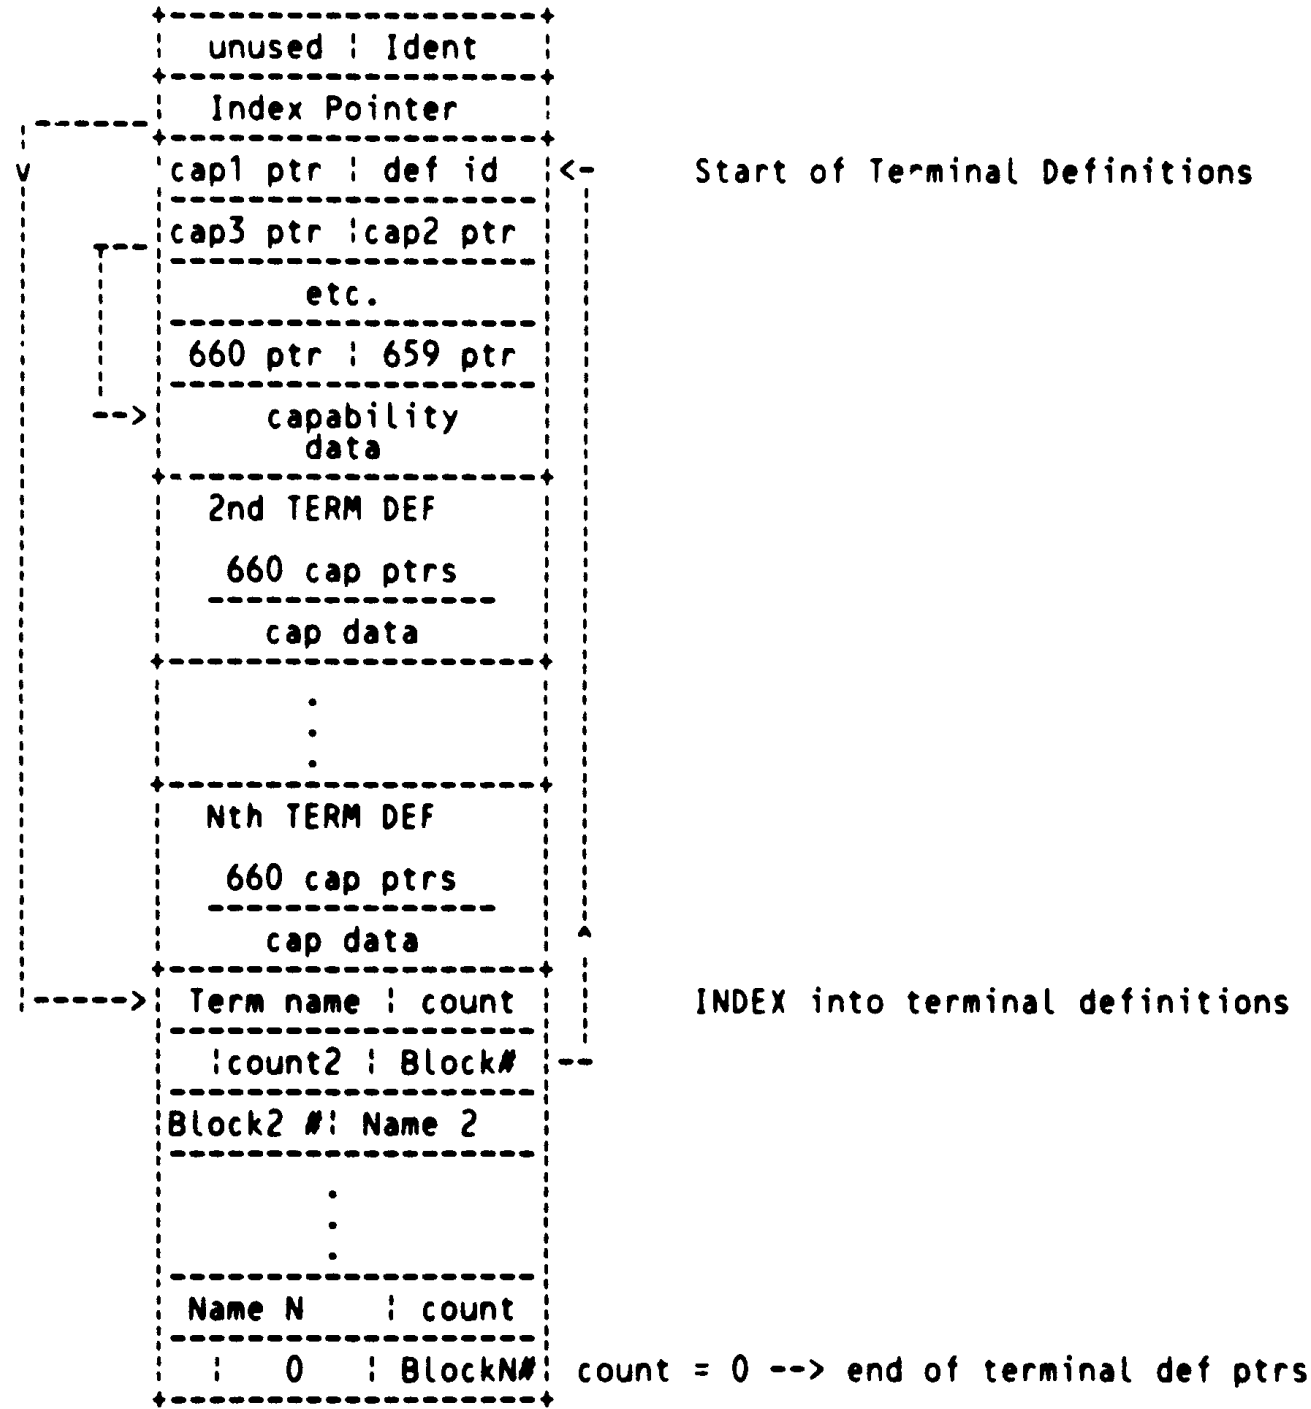 unused | Ident
Index Pointer
cap1 ptr | def id <- Start of Terminal Definitions
cap3 ptr |cap2 ptr
etc.
660 ptr | 659 ptr
-->
capability
data
2nd TERM DEF
660 cap ptrs
cap data
.
.
.
Nth TERM DEF
660 cap ptrs
cap data
-----> Term name | count INDEX into terminal definitions
|count2 | Block# --
Block2 #| Name 2
.
.
.
Name N | count
| 0 | BlockN# count = 0 --> end of terminal def ptrs